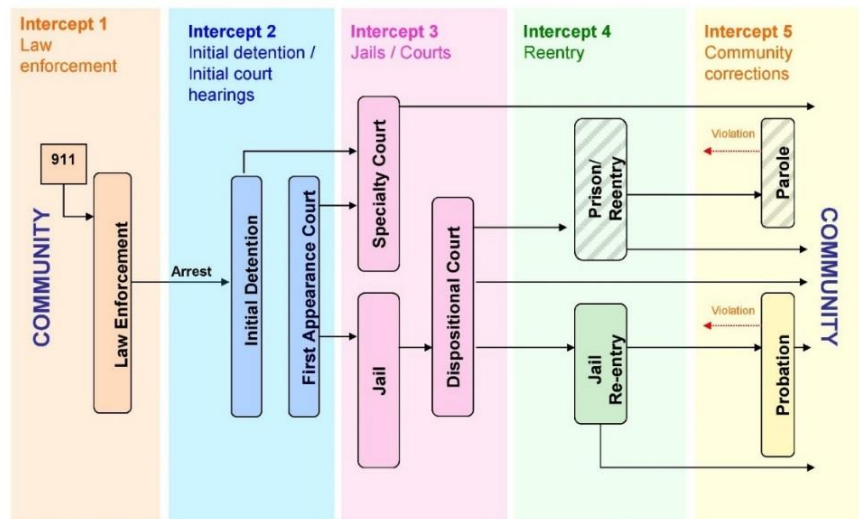 Intercept 1
Law
enforcement
Intercept 2
Initial detention /
Initial court
hearings
Intercept 3
Jails / Courts
Intercept 4
Reentry
Intercept 5
Community
corrections
COMMUNITY
911
Law Enforcement
Arrest
Initial Detention
First Appearance Court
Specialty Court
Jail
Dispositional Court
Prison/
Reentry
Jail
Re-entry
Violation
Parole
Violation
Probation
COMMUNITY